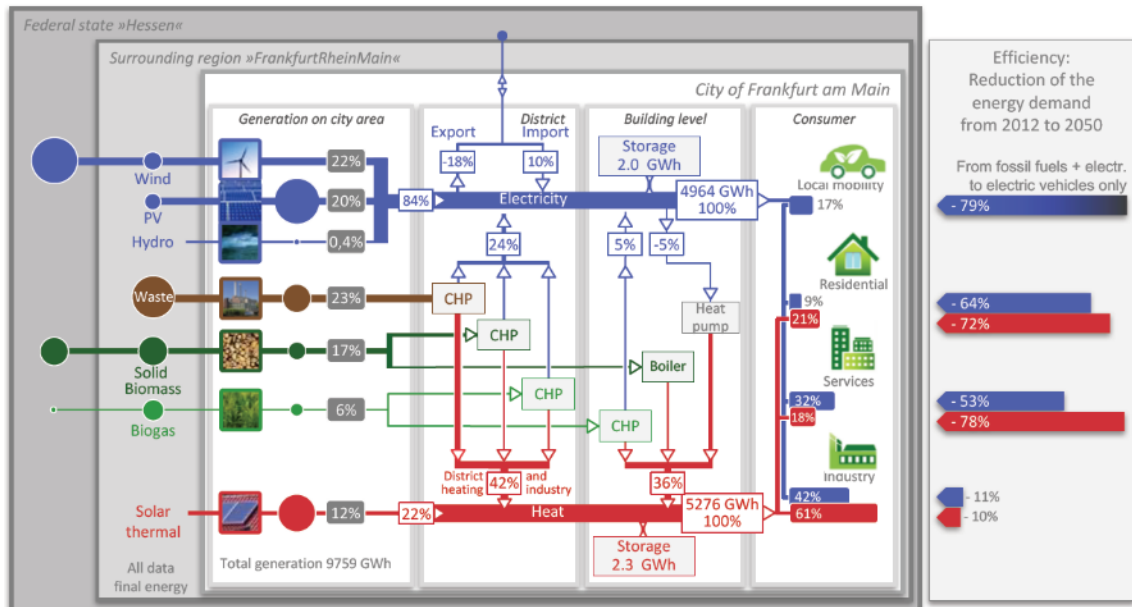 Federal state »Hessen«
Surrounding region »FrankfurtRheinMain«
City of Frankfurt am Main
Generation on city area
District
Building level
Consumer
Export
Import
-18%
10%
Storage
2.0 GWh
Wind
22%
PV
20%
Hydro
0,4%
84%
Electricity
4964 GWh
100%
Local mobility
17%
24%
5%
-5%
Waste
23%
CHP
Heat
pump
Residential
9%
21%
Solid
Biomass
17%
CHP
Boiler
Services
32%
18%
Biogas
6%
CHP
CHP
Industry
42%
61%
District
heating
42%
and
industry
36%
Solar
thermal
12%
22%
Heat
5276 GWh
100%
Storage
2.3 GWh
All data
final energy
Total generation 9759 GWh
Efficiency:
Reduction of the
energy demand
from 2012 to 2050
From fossil fuels + electr.
to electric vehicles only
- 79%
- 64%
- 72%
- 53%
- 78%
- 11%
- 10%